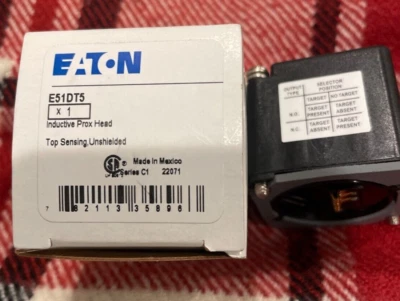 EATON
E51DT5
X 1
Inductive Prox Head
Top Sensing,Unshielded
Made in Mexico
Series C1 22071
7 82113 35896
OUTPUT TYPE
SELECTOR POSITION
TARGET NO TARGET
N.O. TARGET PRESENT TARGET ABSENT
N.C. TARGET ABSENT TARGET PRESENT